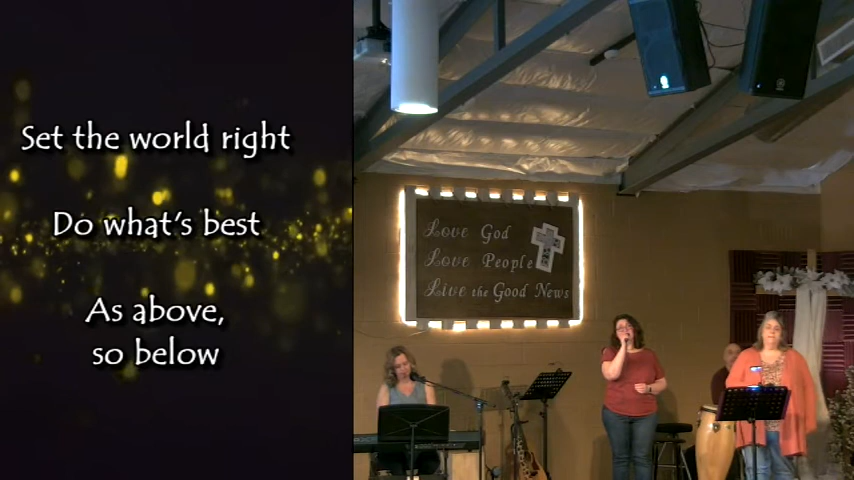 Set the world right
Do what's best
As above,
so below
Love God
Love People
Live the Good News